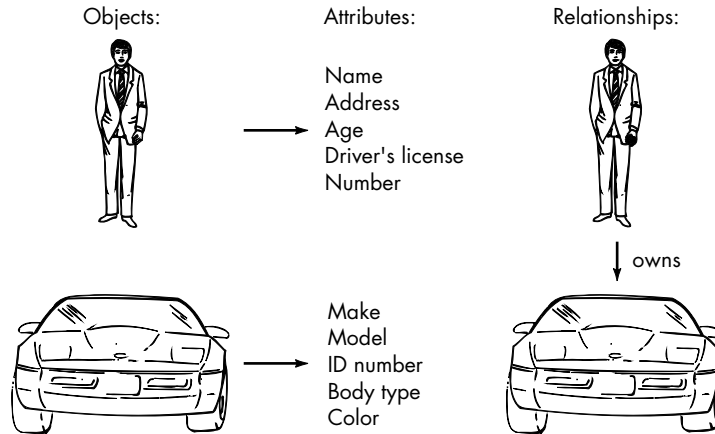 Objects:
Attributes:
Relationships:
Name
Address
Age
Driver's license
Number
owns
Make
Model
ID number
Body type
Color